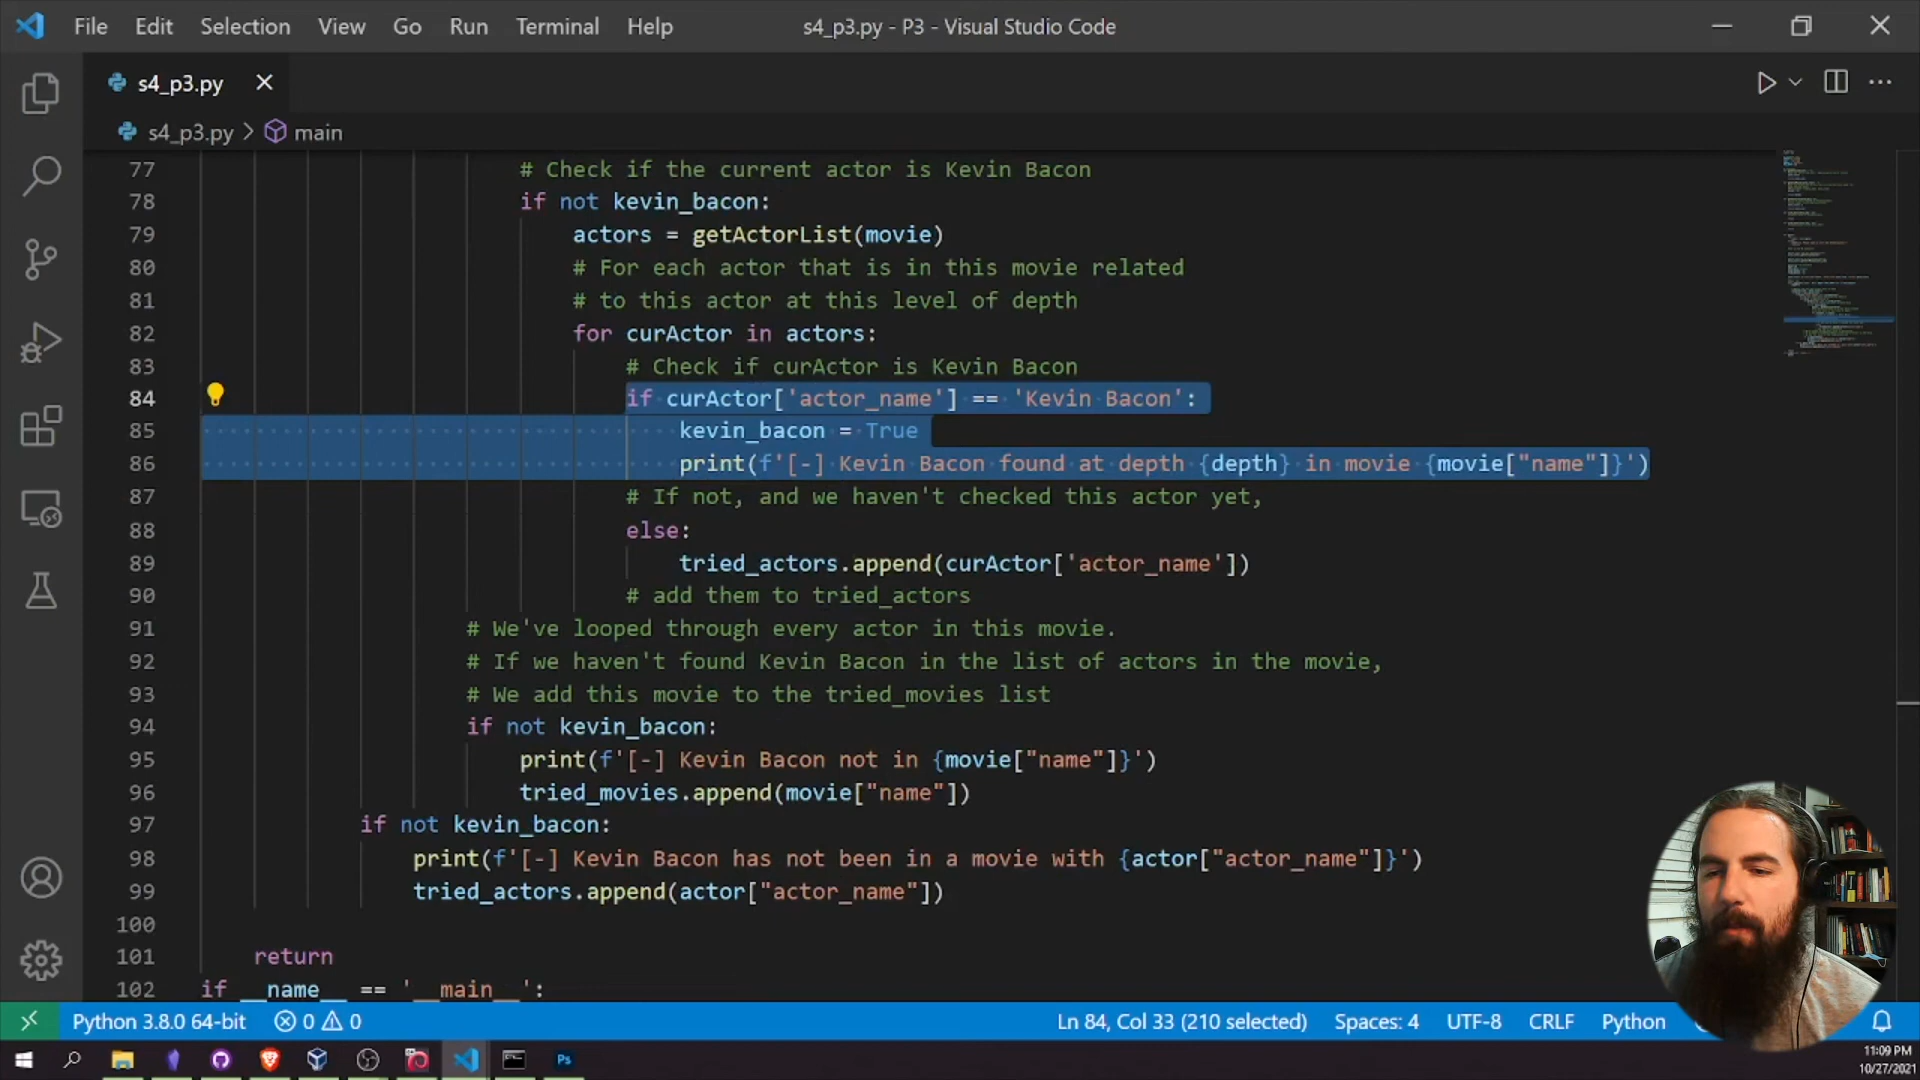 File Edit Selection View Go Run Terminal Help s4_p3.py - P3 - Visual Studio Code
s4_p3.py
s4_p3.py > main
77 # Check if the current actor is Kevin Bacon
78 if not kevin_bacon:
79 actors = getActorList(movie)
80 # For each actor that is in this movie related
81 # to this actor at this level of depth
82 for curActor in actors:
83 # Check if curActor is Kevin Bacon
84 if curActor['actor_name'] == 'Kevin Bacon':
85 kevin_bacon = True
86 print(f'[-] Kevin Bacon found at depth {depth} in movie {movie["name"]}')
87 # If not, and we haven't checked this actor yet,
88 else:
89 tried_actors.append(curActor['actor_name'])
90 # add them to tried_actors
91 # We've looped through every actor in this movie.
92 # If we haven't found Kevin Bacon in the list of actors in the movie,
93 # We add this movie to the tried_movies list
94 if not kevin_bacon:
95 print(f'[-] Kevin Bacon not in {movie["name"]}')
96 tried_movies.append(movie["name"])
97 if not kevin_bacon:
98 print(f'[-] Kevin Bacon has not been in a movie with {actor["actor_name"]}')
99 tried_actors.append(actor["actor_name"])
100
101 return
102 if __name__ == '__main__':
Python 3.8.0 64-bit 0 0 Ln 84, Col 33 (210 selected) Spaces: 4 UTF-8 CRLF Python
Ps
11:09 PM
10/27/2021